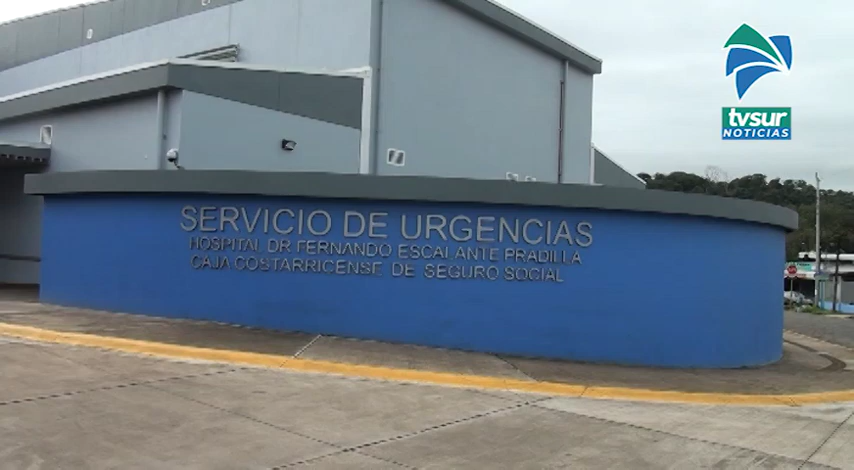 tvsur
NOTICIAS
SERVICIO DE URGENCIAS
HOSPITAL DR FERNANDO ESCALANTE PRADILLA
CAJA COSTARRICENSE DE SEGURO SOCIAL